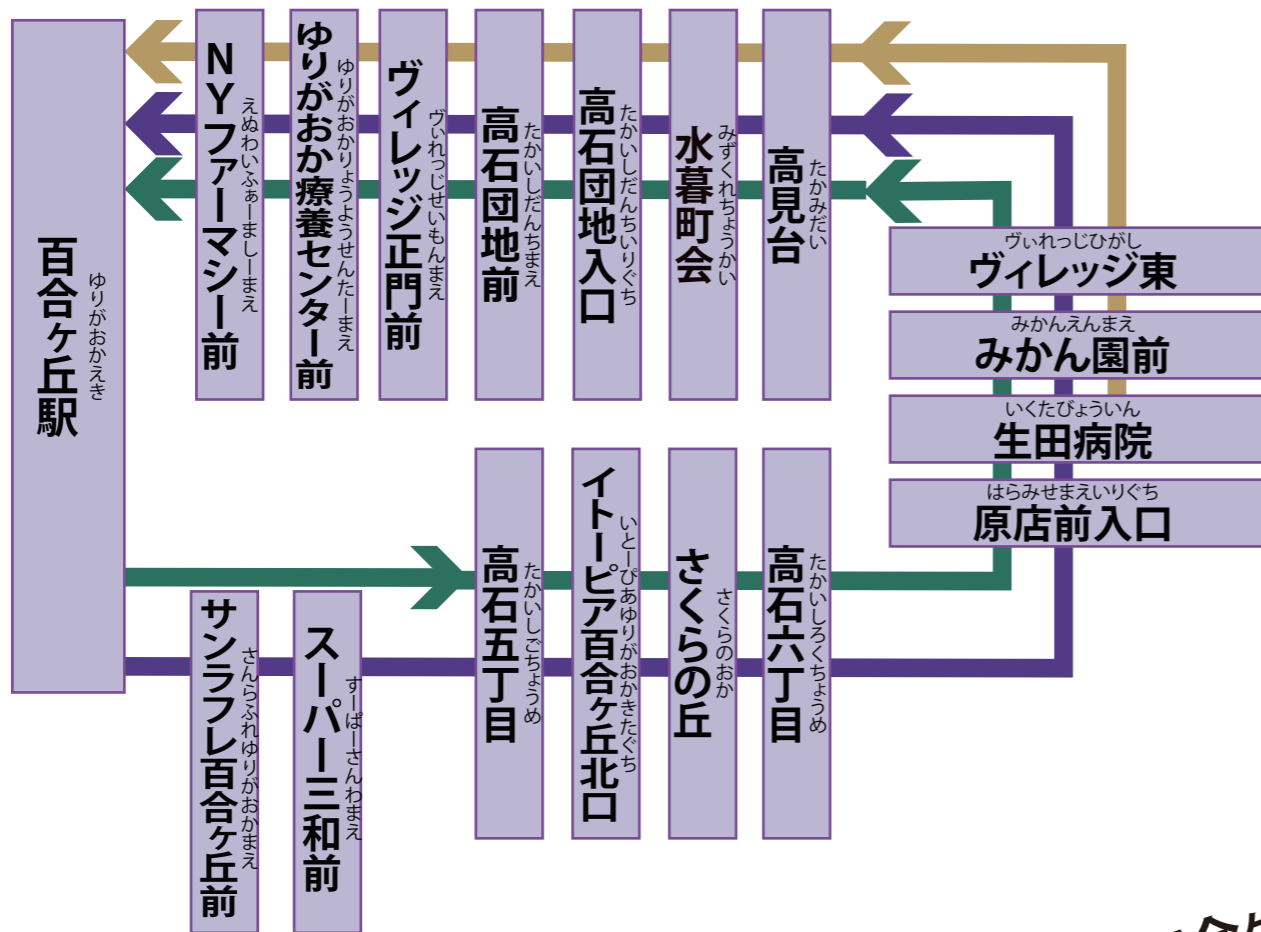 百合ヶ丘駅
ゆりがおかえき
NYファーマシー前
えぬわいふぁーましーまえ
ゆりがおか療養センター前
ゆりがおかりょうようせんたーまえ
ヴィレッジ正門前
ヴぃれっじせいもんまえ
高石団地前
たかいしだんちまえ
高石団地入口
たかいしだんちいりぐち
水暮町会
みずくれちょうかい
高見台
たかみだい
ヴぃれっじひがし
ヴィレッジ東
みかんえんまえ
みかん園前
いくたびょういん
生田病院
はらみせまえいりぐち
原店前入口
サンラフレ百合ヶ丘前
さんらふれゆりがおかまえ
スーパー三和前
すーぱーさんわまえ
高石五丁目
たかいしごちょうめ
イトーピア百合ヶ丘北口
いとーぴあゆりがおかきたぐち
さくらの丘
さくらのおか
高石六丁目
たかいしろくちょうめ